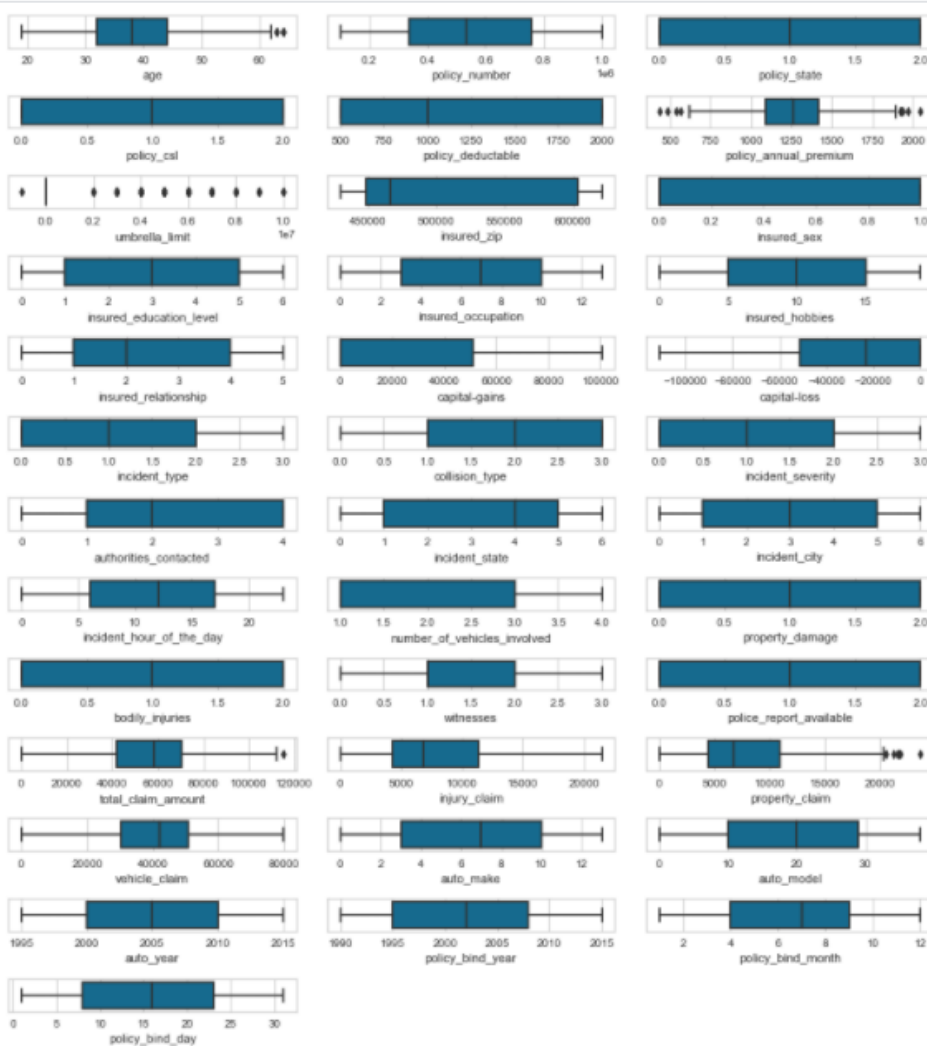 20 40 60 0.2 0.4 0.6 0.8 1.0 0.0 0.5 1.0 1.5 2.0
age policy_number 1e6 policy_state
0.0 0.5 1.0 1.5 2.0 500 750 1000 1250 1500 1750 2000 500 750 1000 1250 1500 1750 2000
policy_csl policy_deductable policy_annual_premium
0.0 0.2 0.4 0.6 0.8 1.0 450000 500000 550000 600000 0.0 0.2 0.4 0.6 0.8 1.0
umbrella_limit 1e7 insured_zip insured_sex
0 1 2 3 4 5 6 0 2 4 6 8 10 12 0 5 10 15
insured_education_level insured_occupation insured_hobbies
0 1 2 3 4 5 0 20000 40000 60000 80000 100000 −100000 −80000 −60000 −40000 −20000 0
insured_relationship capital-gains capital-loss
0.0 0.5 1.0 1.5 2.0 2.5 3.0 0.0 0.5 1.0 1.5 2.0 2.5 3.0 0.0 0.5 1.0 1.5 2.0 2.5 3.0
incident_type collision_type incident_severity
0 1 2 3 4 0 1 2 3 4 5 6 0 1 2 3 4 5 6
authorities_contacted incident_state incident_city
0 5 10 15 20 1.0 1.5 2.0 2.5 3.0 3.5 4.0 0.0 0.5 1.0 1.5 2.0
incident_hour_of_the_day number_of_vehicles_involved property_damage
0.0 0.5 1.0 1.5 2.0 0.0 0.5 1.0 1.5 2.0 2.5 3.0 0.0 0.5 1.0 1.5 2.0
bodily_injuries witnesses police_report_available
0 20000 40000 60000 80000 100000 120000 0 5000 10000 15000 20000 0 5000 10000 15000 20000
total_claim_amount injury_claim property_claim
0 20000 40000 60000 80000 0 2 4 6 8 10 12 0 10 20 30
vehicle_claim auto_make auto_model
1995 2000 2005 2010 2015 1990 1995 2000 2005 2010 2015 2 4 6 8 10 12
auto_year policy_bind_year policy_bind_month
0 5 10 15 20 25 30
policy_bind_day